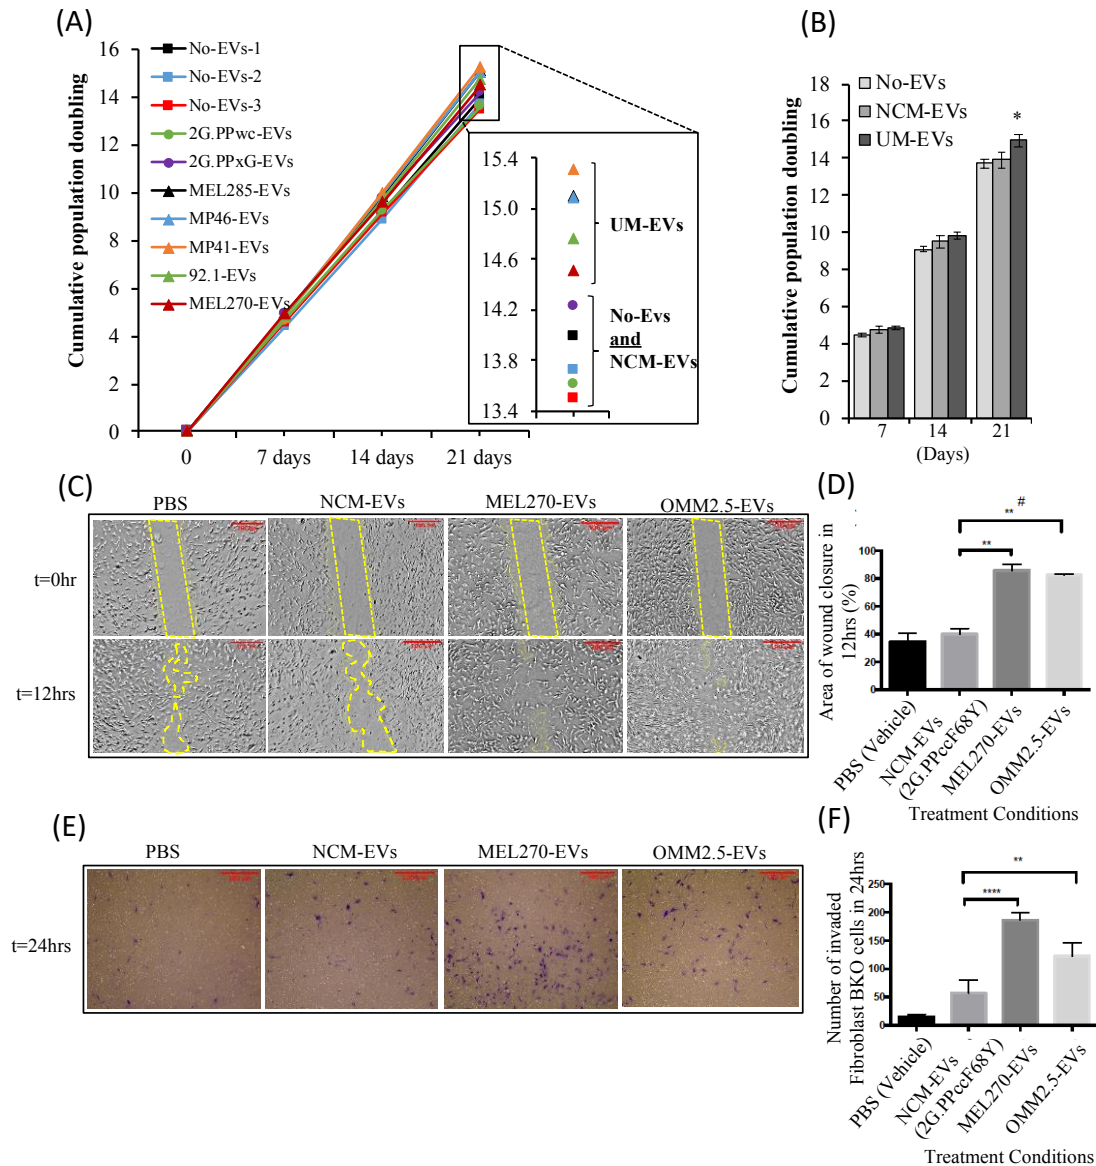 (A)
16
14
12
10
8
6
4
2
0
Cumulative population doubling
No-EVs-1
No-EVs-2
No-EVs-3
2G.PPwc-EVs
2G.PPxG-EVs
MEL285-EVs
MP46-EVs
MP41-EVs
92.1-EVs
MEL270-EVs
0
7 days
14 days
21 days
15.4
15.0
14.6
14.2
13.8
13.4
UM-EVs
No-Evs
and
NCM-EVs
(B)
18
16
14
12
10
8
6
4
2
0
Cumulative population doubling
No-EVs
NCM-EVs
UM-EVs
*
7
14
21
(Days)
(C)
PBS
NCM-EVs
MEL270-EVs
OMM2.5-EVs
t=0hr
t=12hrs
(D)
#
**
**
100
80
60
40
20
0
Area of wound closure in
12hrs (%)
PBS (Vehicle)
NCM-EVs
(2G.PPccF68Y)
MEL270-EVs
OMM2.5-EVs
Treatment Conditions
(E)
PBS
NCM-EVs
MEL270-EVs
OMM2.5-EVs
t=24hrs
(F)
**
****
250
200
150
100
50
0
Number of invaded
Fibroblast BKO cells in 24hrs
PBS (Vehicle)
NCM-EVs
(2G.PPccF68Y)
MEL270-EVs
OMM2.5-EVs
Treatment Conditions